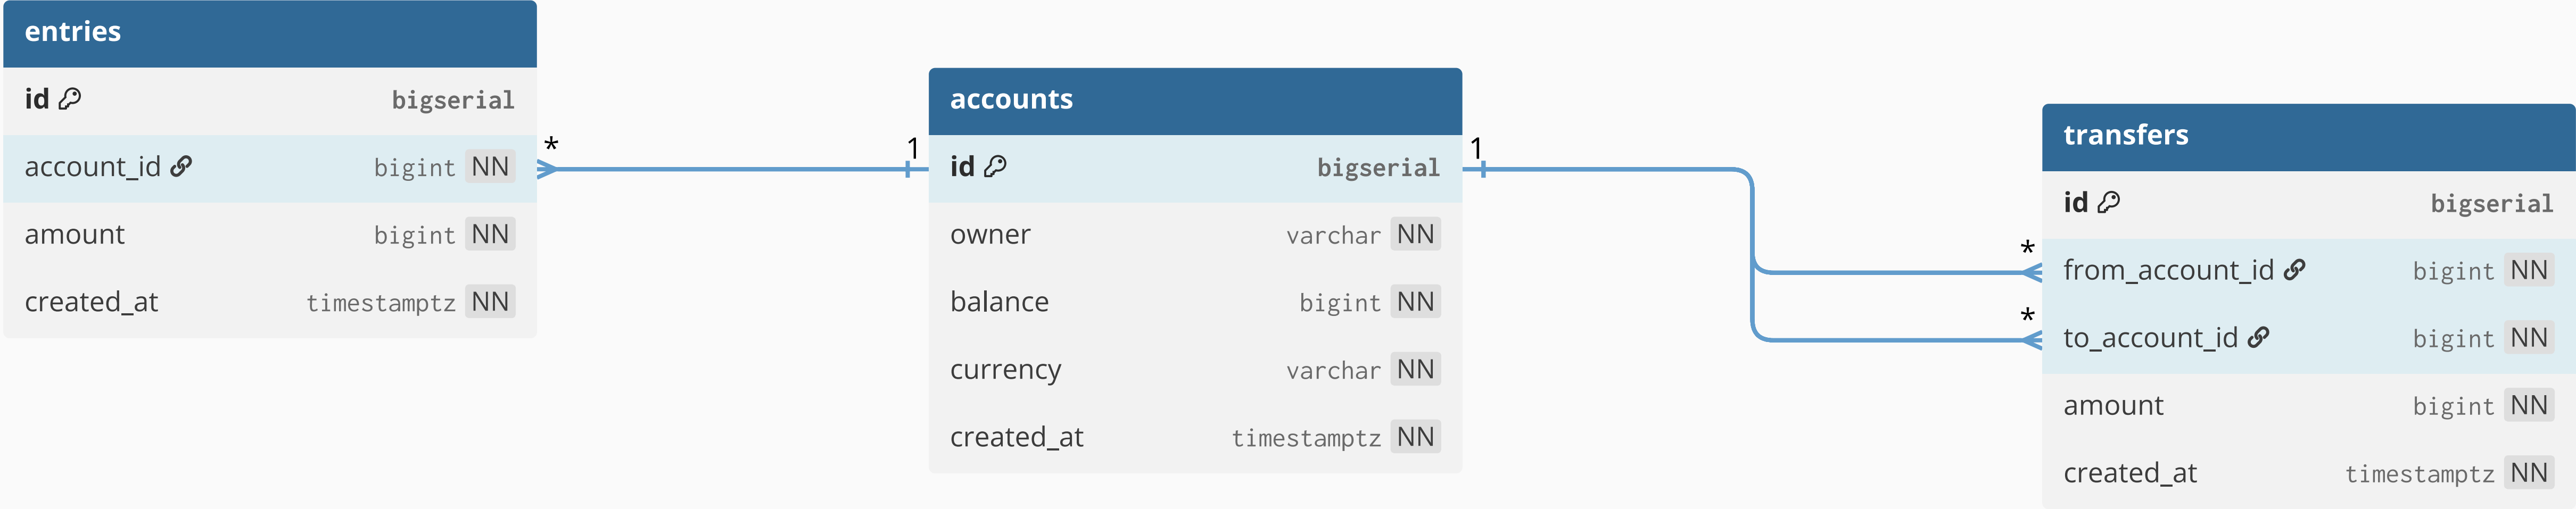 entries
id bigserial
account_id bigint NN
amount bigint NN
created_at timestamptz NN
* 1
accounts
id bigserial
owner varchar NN
balance bigint NN
currency varchar NN
created_at timestamptz NN
1
*
*
transfers
id bigserial
from_account_id bigint NN
to_account_id bigint NN
amount bigint NN
created_at timestamptz NN